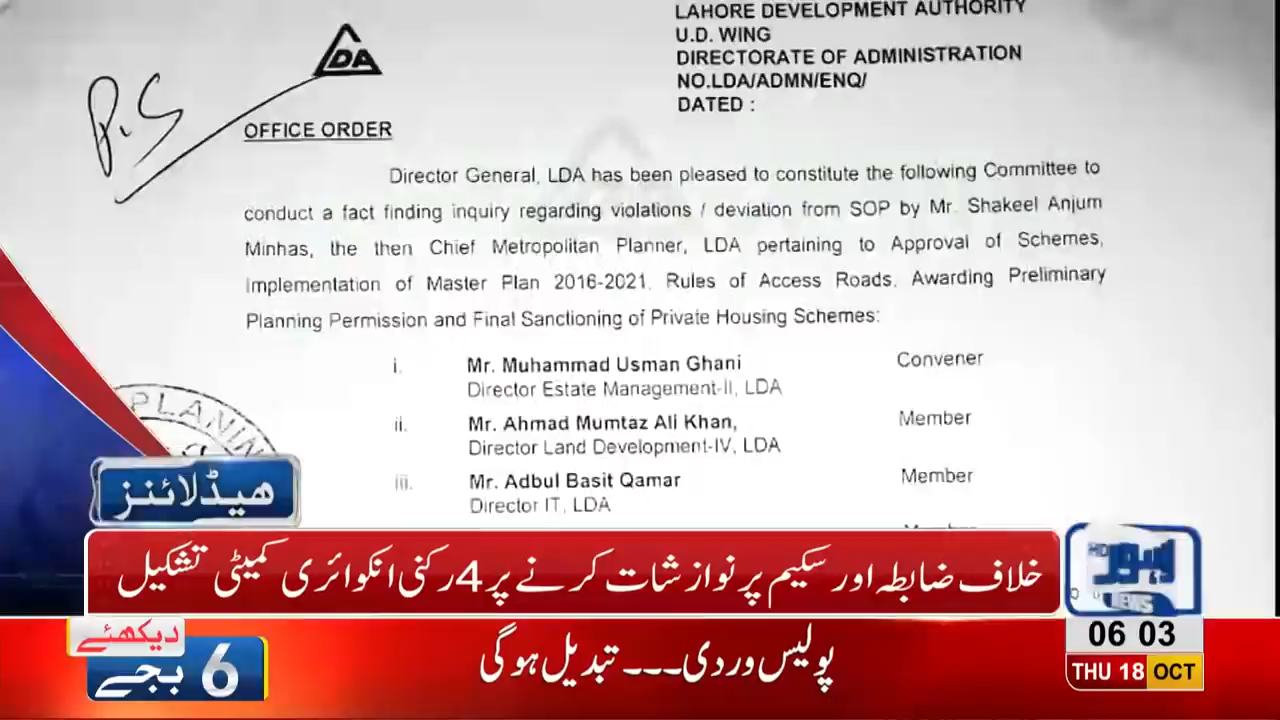 LAHORE DEVELOPMENT AUTHORITY
U.D. WING
DIRECTORATE OF ADMINISTRATION
NO.LDA/ADMN/ENQ/
DATED :
LDA
P.S
OFFICE ORDER
Director General, LDA has been pleased to constitute the following Committee to
conduct a fact finding inquiry regarding violations / deviation from SOP by Mr. Shakeel Anjum
Minhas, the then Chief Metropolitan Planner, LDA pertaining to Approval of Schemes,
Implementation of Master Plan 2016-2021, Rules of Access Roads, Awarding Preliminary
Planning Permission and Final Sanctioning of Private Housing Schemes:
i. Mr. Muhammad Usman Ghani Convener
Director Estate Management-II, LDA
ii. Mr. Ahmad Mumtaz Ali Khan, Member
Director Land Development-IV, LDA
iii. Mr. Adbul Basit Qamar Member
Director IT, LDA
PLANIN
ھیڈلائنز
خلاف ضابطہ اور سکیم پر نوازشات کرنے پر 4 رکنی انکوائری کمیٹی تشکیل
لاہور
HD
NEWS
دیکھئے
6 بجے
پولیس وردی۔۔۔ تبدیل ہوگی
06 03
THU 18 OCT